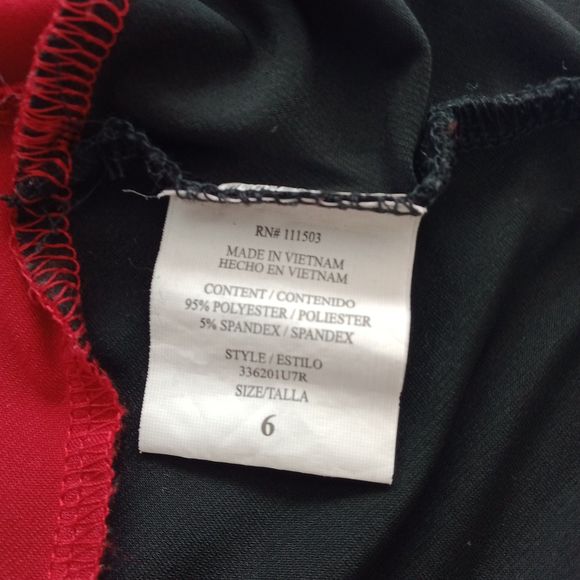 RN# 111503
MADE IN VIETNAM
HECHO EN VIETNAM
CONTENT / CONTENIDO
95% POLYESTER / POLIESTER
5% SPANDEX / SPANDEX
STYLE / ESTILO
336201U7R
SIZE/TALLA
6